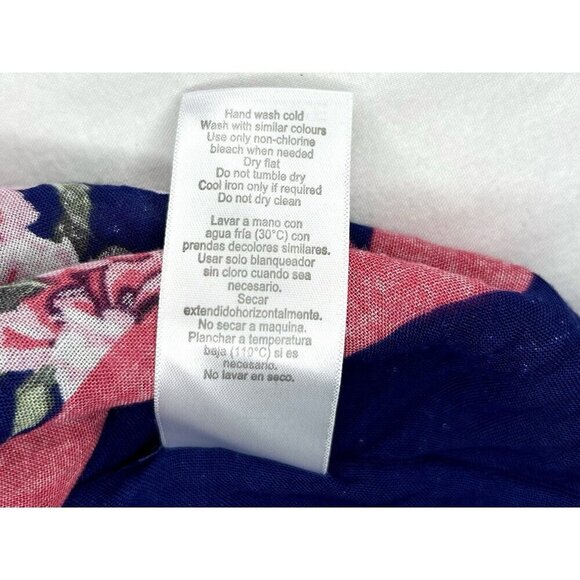 Hand wash cold
Wash with similar colours
Use only non-chlorine
bleach when needed
Dry flat
Do not tumble dry
Cool iron only if required
Do not dry clean
Lavar a mano con
agua fría (30°C) con
prendas decolores similares.
Usar solo blanqueador
sin cloro cuando sea
necesario.
Secar
extendidohorizontalmente.
No secar a maquina.
Planchar a temperatura
baja (110°C) si es
necesario.
No lavar en seco.